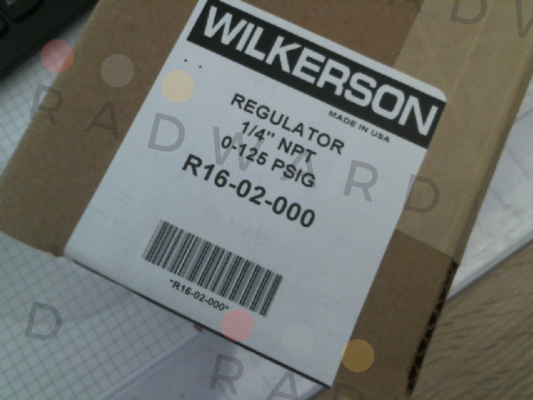 WILKERSON
MADE IN USA
REGULATOR
1/4" NPT
0-125 PSIG
R16-02-000
"R16-02-000"
RADWARD